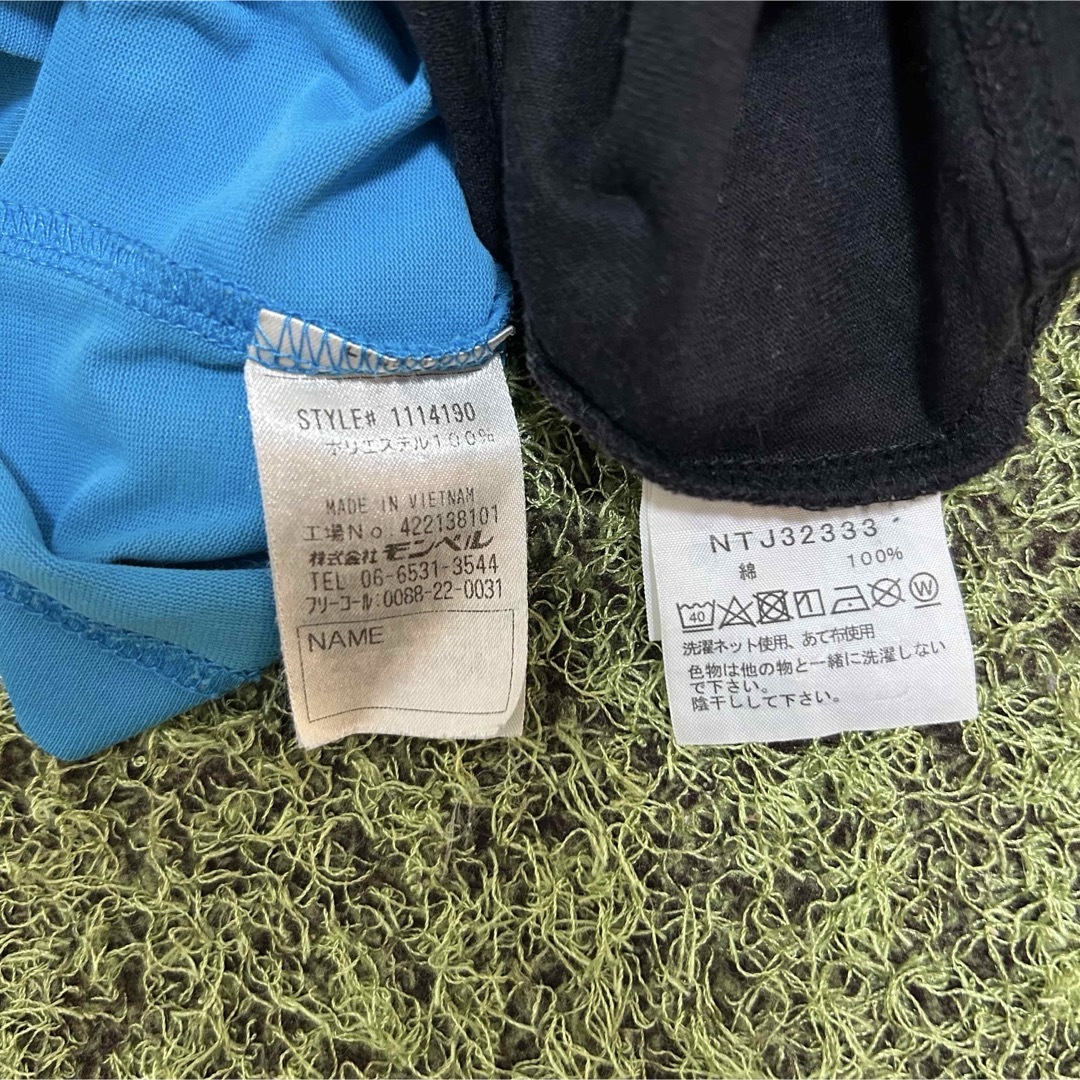 STYLE# 1114190
ポリエステル100%
MADE IN VIETNAM
工場No. 422138101
株式会社モンベル
TEL 06-6531-3544
フリーコール:0088-22-0031
NAME
NTJ32333
綿 100%
40
W
洗濯ネット使用、あて布使用
色物は他の物と一緒に洗濯しない
で下さい。
陰干しして下さい。